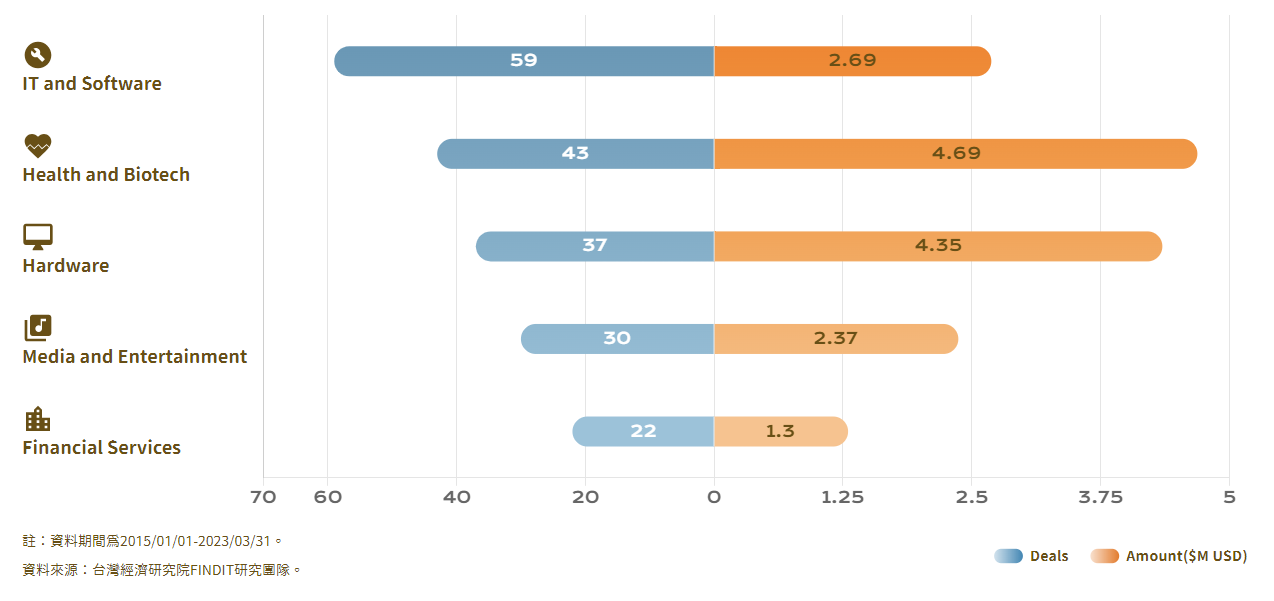 IT and Software
59
2.69
Health and Biotech
43
4.69
Hardware
37
4.35
Media and Entertainment
30
2.37
Financial Services
22
1.3
70 60 40 20 0 1.25 2.5 3.75 5
註：資料期間為2015/01/01-2023/03/31。
資料來源：台灣經濟研究院FINDIT研究團隊。
Deals Amount($M USD)